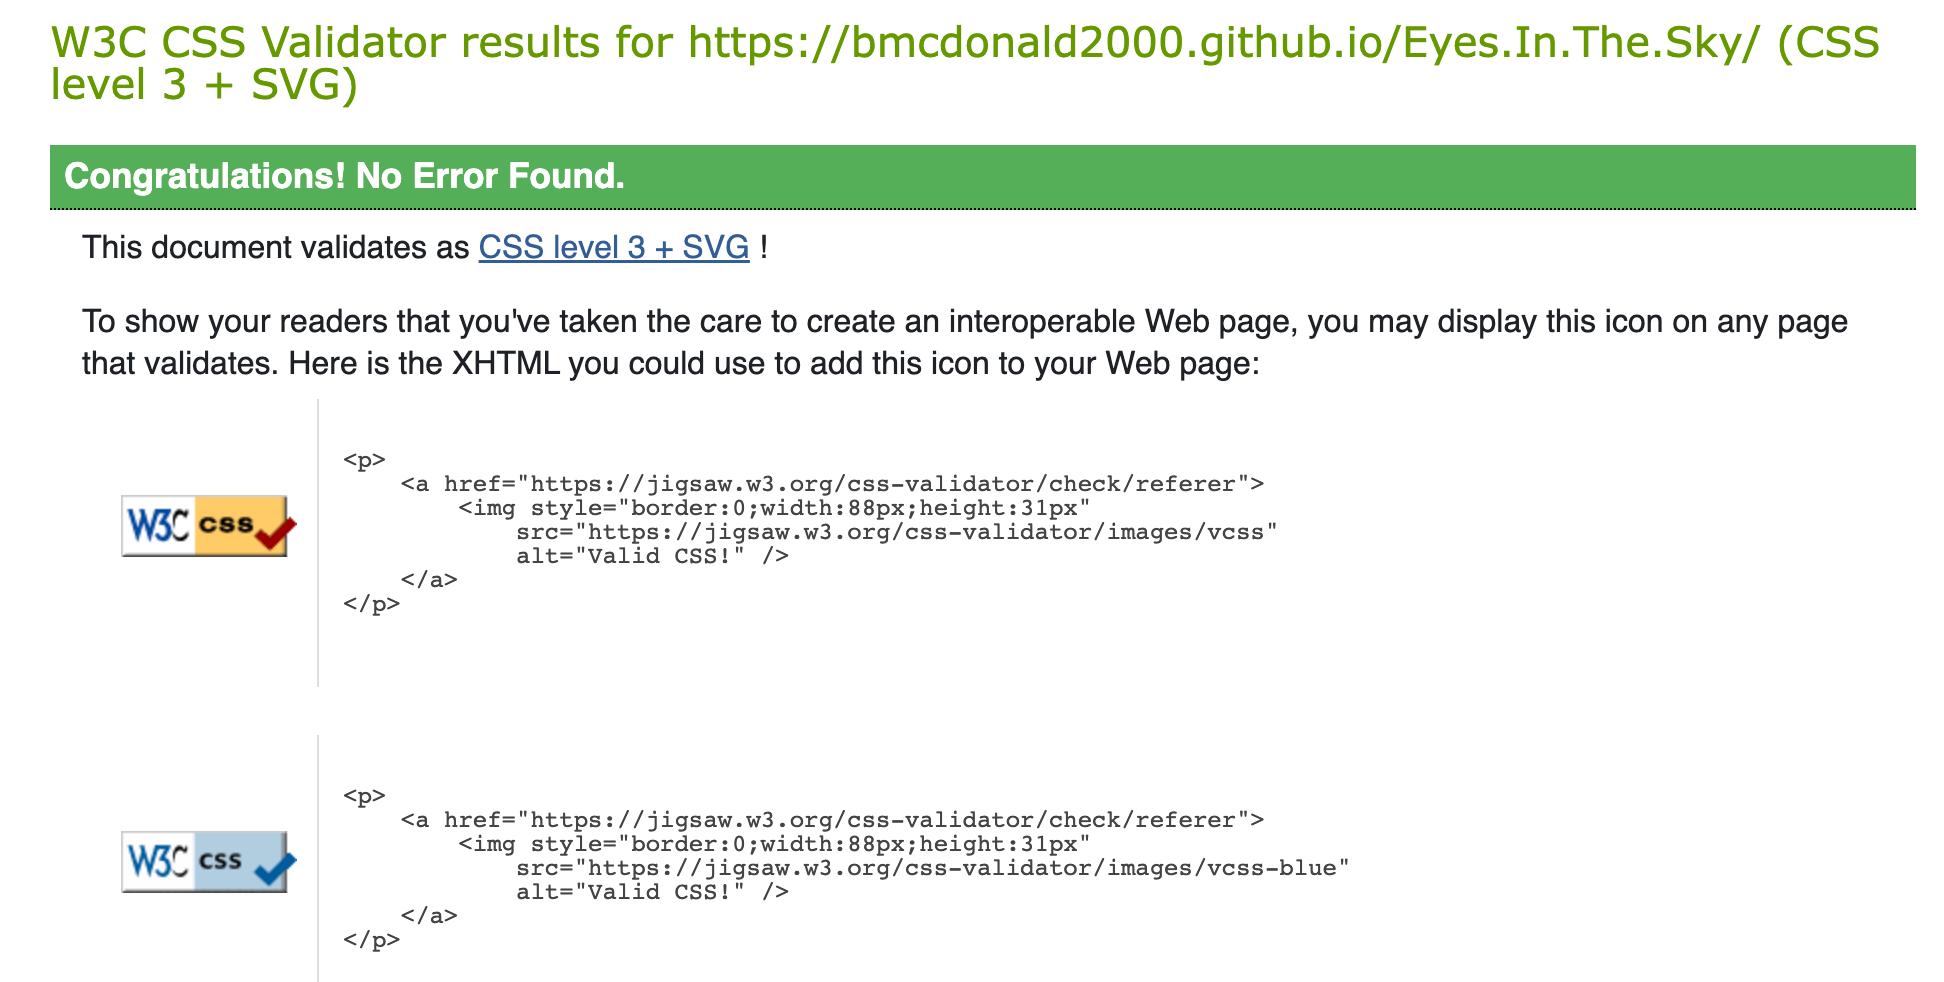 W3C CSS Validator results for https://bmcdonald2000.github.io/Eyes.In.The.Sky/ (CSS
level 3 + SVG)
Congratulations! No Error Found.
This document validates as CSS level 3 + SVG !
To show your readers that you've taken the care to create an interoperable Web page, you may display this icon on any page
that validates. Here is the XHTML you could use to add this icon to your Web page:
W3C css
<p>
    <a href="https://jigsaw.w3.org/css-validator/check/referer">
        <img style="border:0;width:88px;height:31px"
            src="https://jigsaw.w3.org/css-validator/images/vcss"
            alt="Valid CSS!" />
    </a>
</p>
W3C css
<p>
    <a href="https://jigsaw.w3.org/css-validator/check/referer">
        <img style="border:0;width:88px;height:31px"
            src="https://jigsaw.w3.org/css-validator/images/vcss-blue"
            alt="Valid CSS!" />
    </a>
</p>